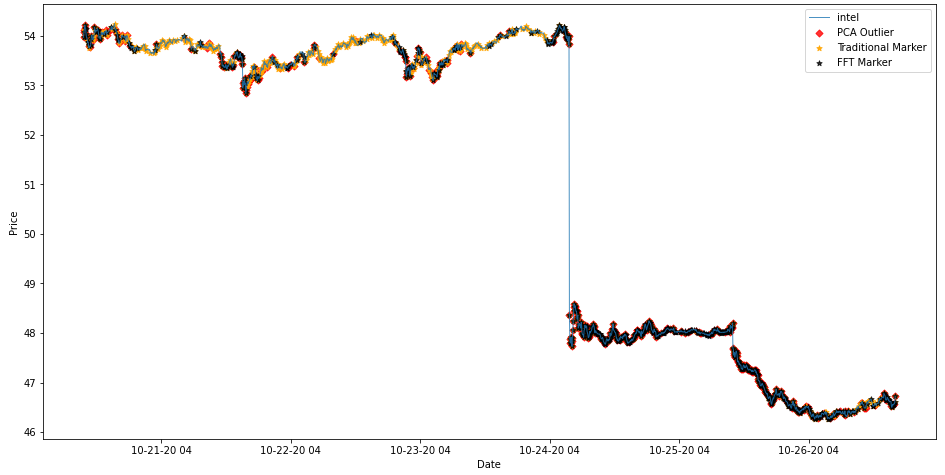 intel
PCA Outlier
Traditional Marker
FFT Marker
54
53
52
51
50
49
48
47
46
Price
10-21-20 04
10-22-20 04
10-23-20 04
10-24-20 04
10-25-20 04
10-26-20 04
Date